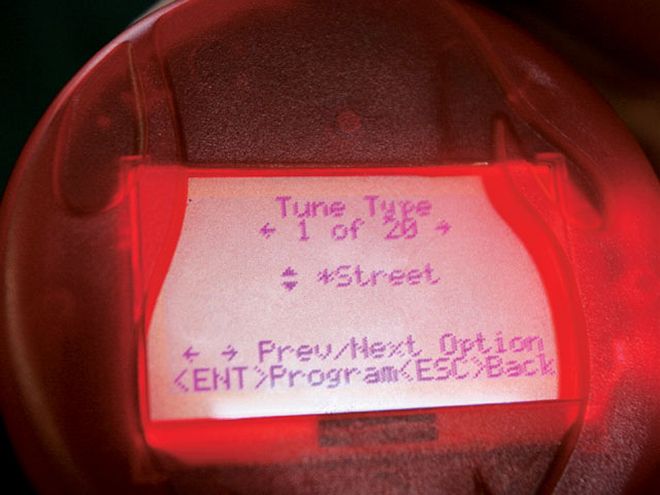 Tune Type
← 1 of 20 →
*Street
← → Prev/Next Option
<ENT>Program<ESC>Back